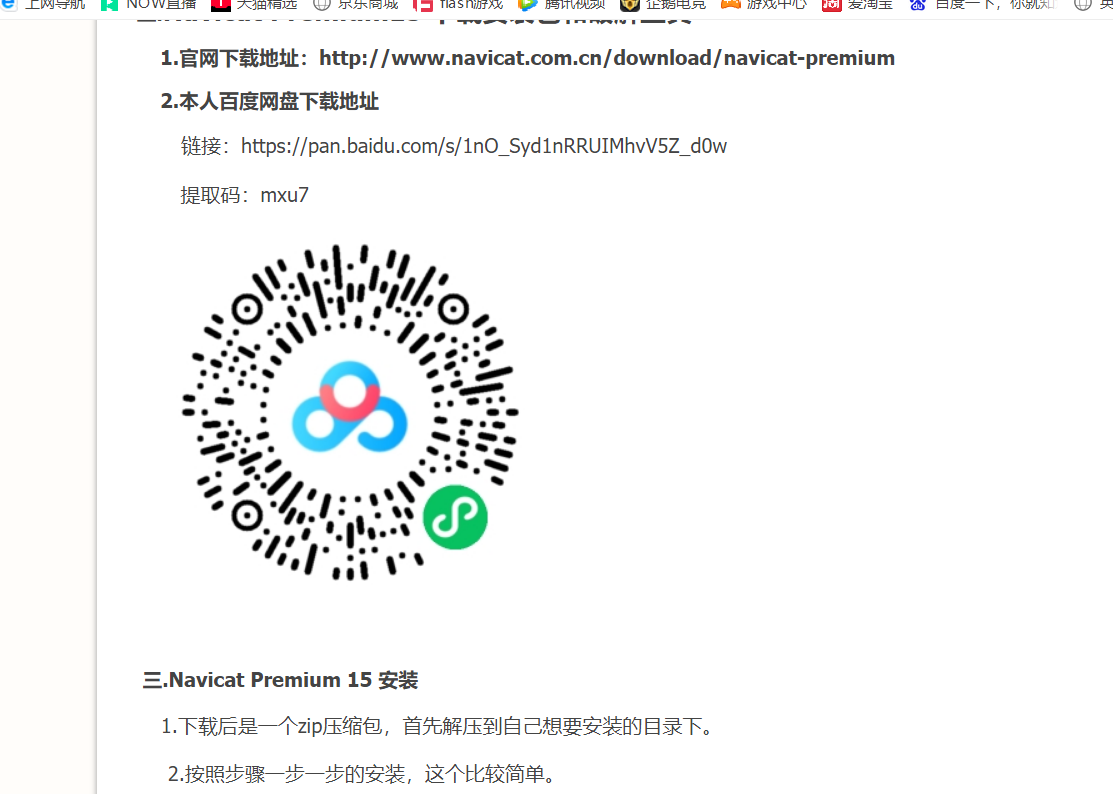 上网导航 NOW直播 天猫精选 京东商城 flash游戏 腾讯视频 企鹅电竞 游戏中心 爱淘宝 百度一下，你就知
1.官网下载地址：http://www.navicat.com.cn/download/navicat-premium
2.本人百度网盘下载地址
链接：https://pan.baidu.com/s/1nO_Syd1nRRUIMhvV5Z_d0w
提取码：mxu7
三.Navicat Premium 15 安装
1.下载后是一个zip压缩包，首先解压到自己想要安装的目录下。
2.按照步骤一步一步的安装，这个比较简单。